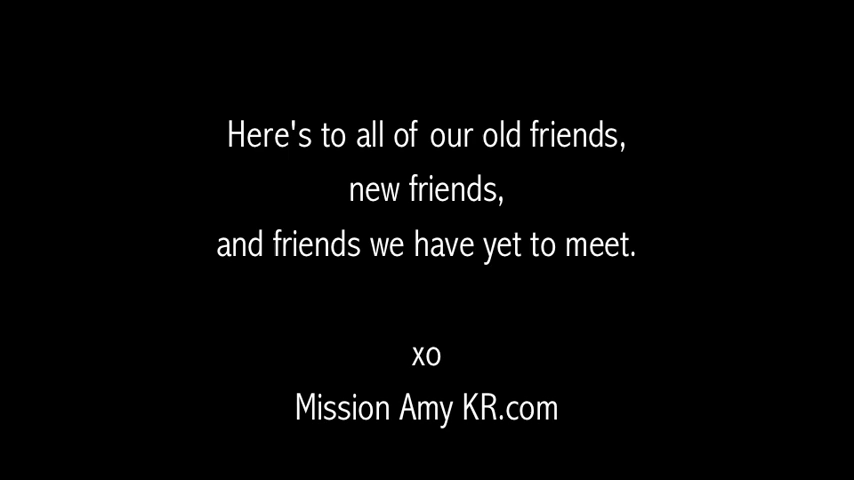 Here's to all of our old friends,
new friends,
and friends we have yet to meet.
xo
Mission Amy KR.com